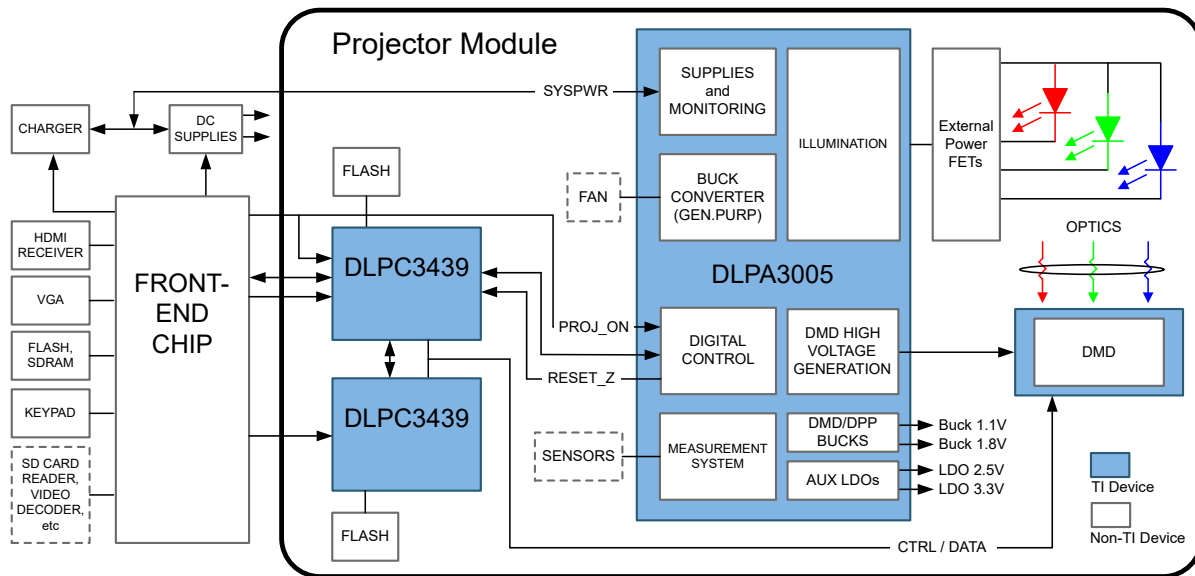 Projector Module
SYSPWR
CHARGER
DC
SUPPLIES
HDMI
RECEIVER
VGA
FLASH,
SDRAM
KEYPAD
SD CARD
READER,
VIDEO
DECODER,
etc
FRONT-
END
CHIP
FLASH
DLPC3439
DLPC3439
FLASH
FAN
PROJ_ON
RESET_Z
SENSORS
SUPPLIES
and
MONITORING
BUCK
CONVERTER
(GEN.PURP)
ILLUMINATION
DLPA3005
DIGITAL
CONTROL
DMD HIGH
VOLTAGE
GENERATION
MEASUREMENT
SYSTEM
DMD/DPP
BUCKS
AUX LDOs
Buck 1.1V
Buck 1.8V
LDO 2.5V
LDO 3.3V
CTRL / DATA
External
Power
FETs
OPTICS
DMD
TI Device
Non-TI Device